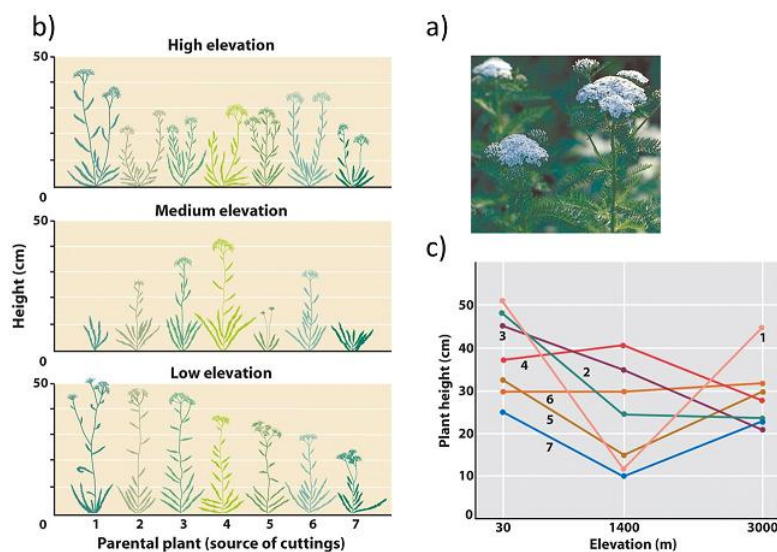 b)
High elevation
50
0
Medium elevation
50
0
Low elevation
50
0
Height (cm)
1 2 3 4 5 6 7
Parental plant (source of cuttings)
a)
c)
50
40
30
20
10
0
Plant height (cm)
3
4
2
1
6
5
7
30 1400 3000
Elevation (m)